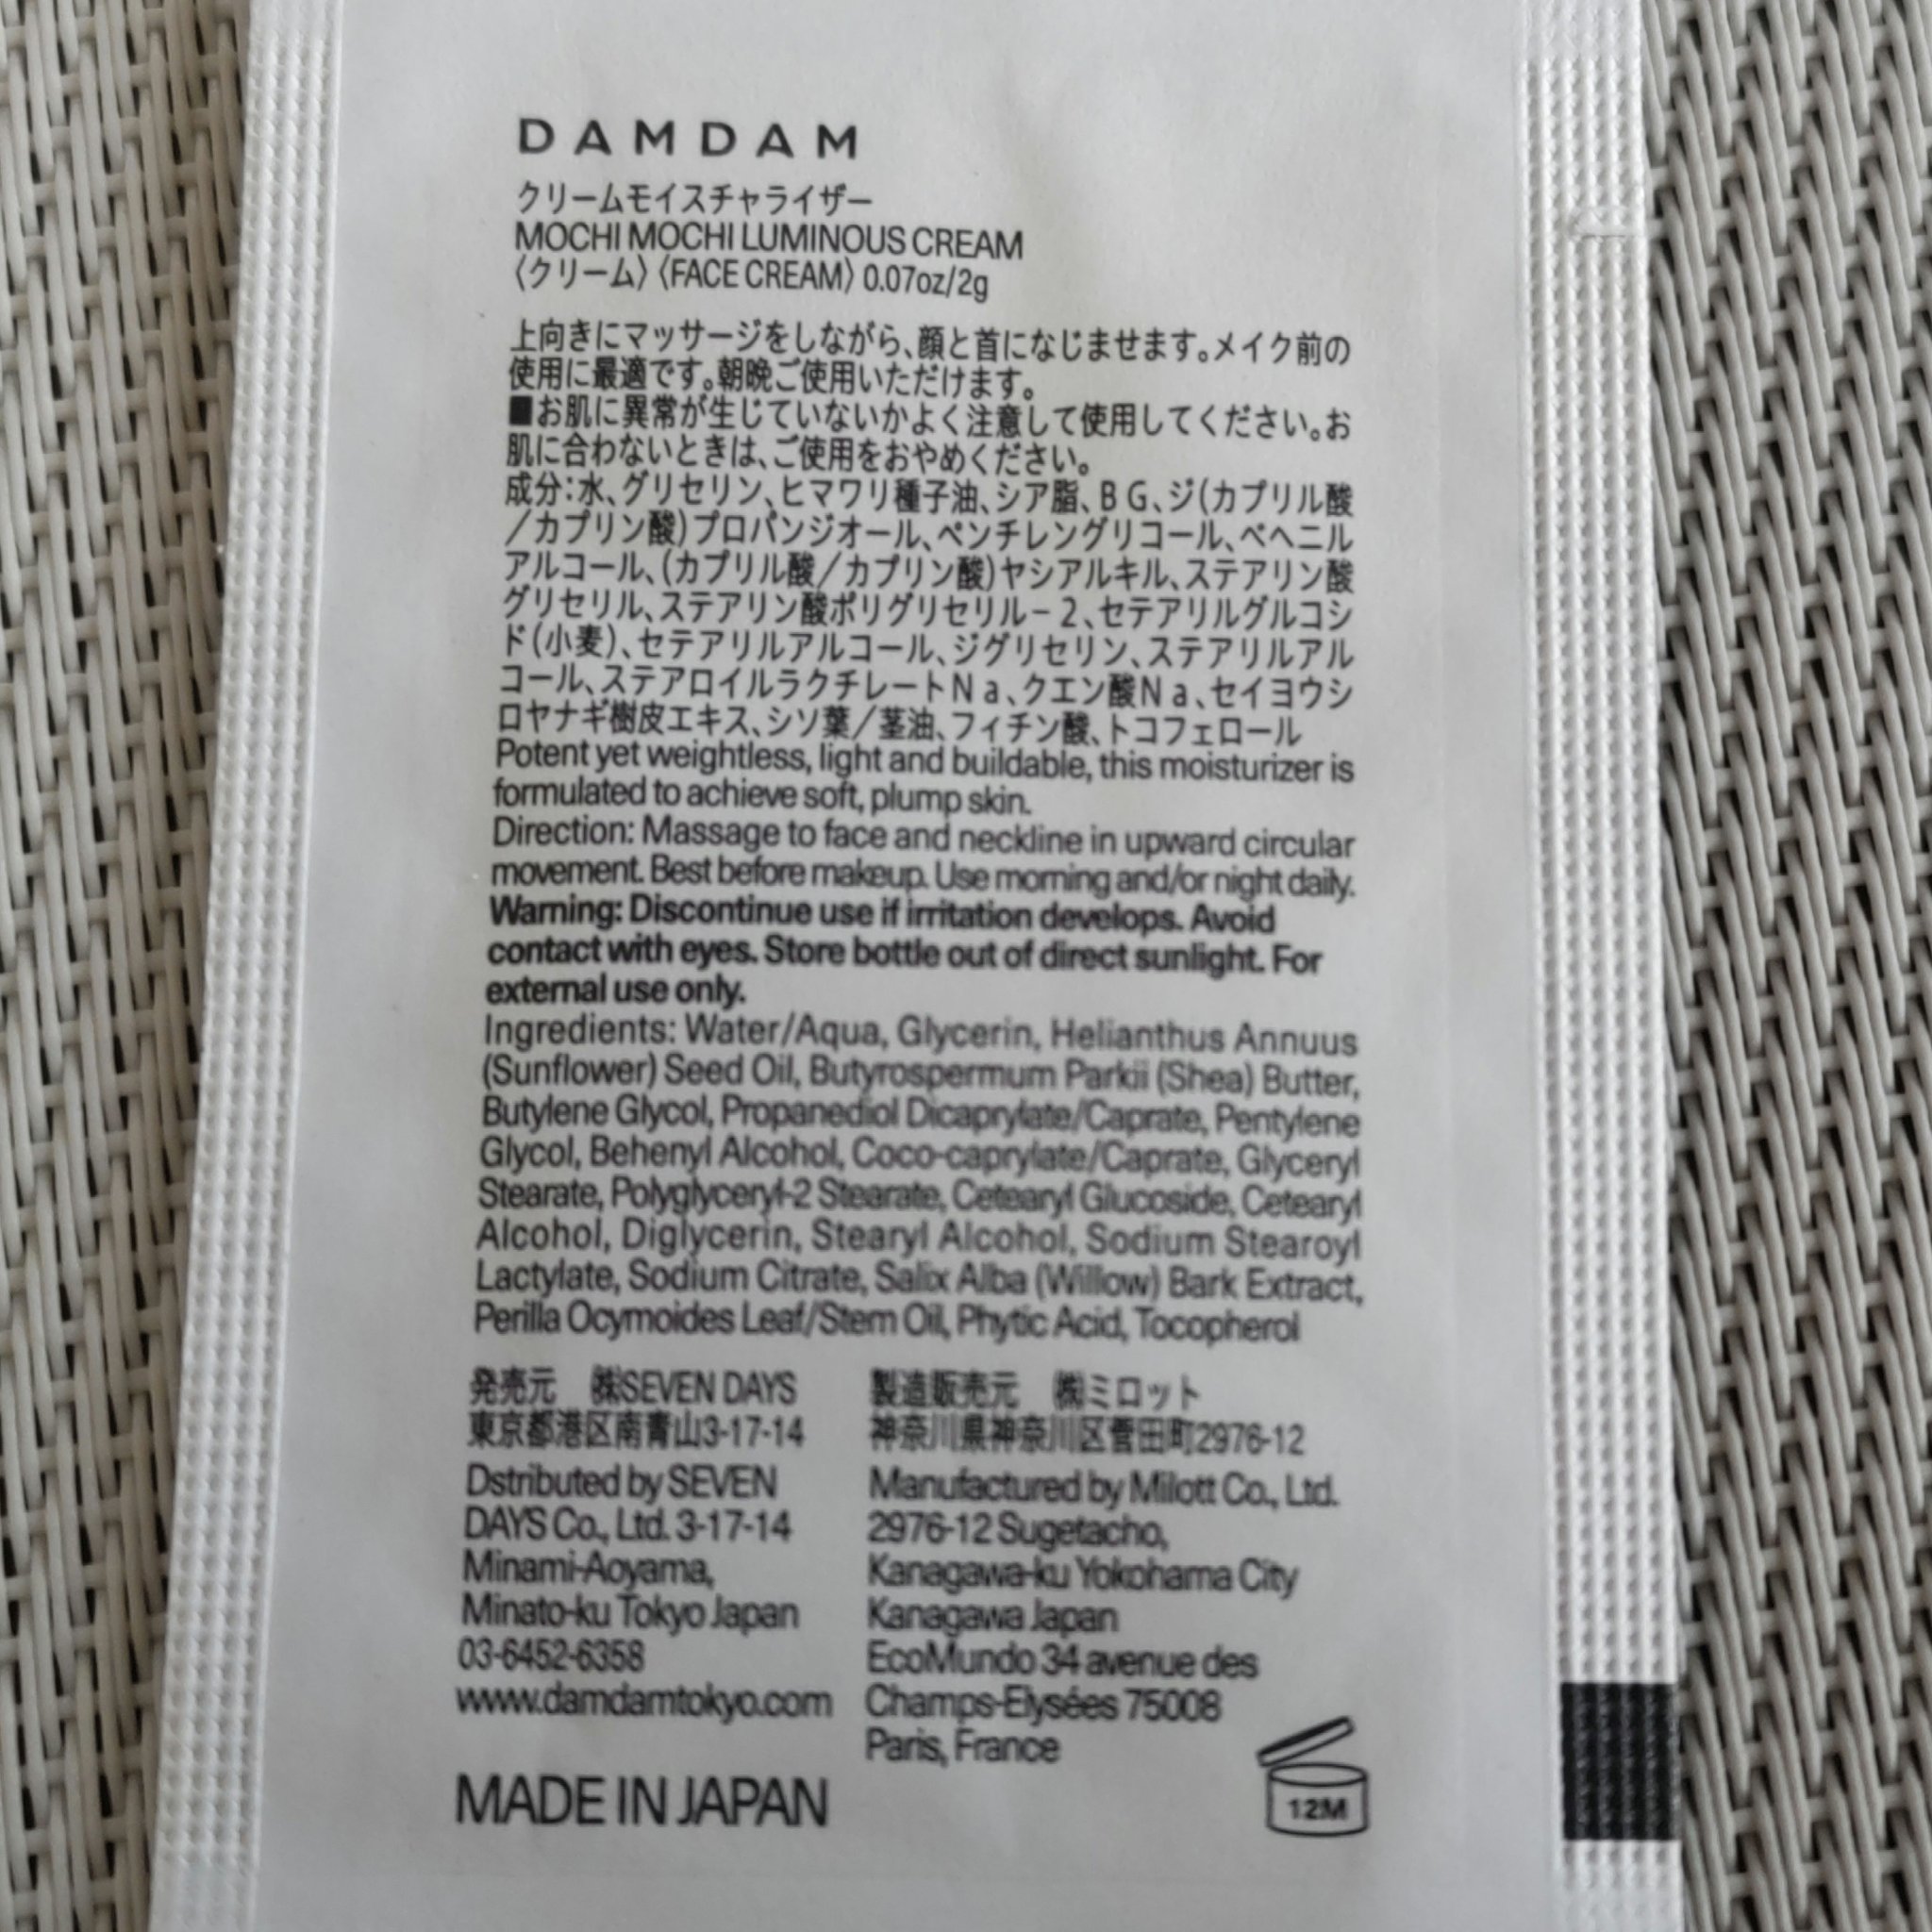 DAMDAM
クリームモイスチャライザー
MOCHI MOCHI LUMINOUS CREAM
〈クリーム〉〈FACE CREAM〉0.07oz/2g
上向きにマッサージをしながら、顔と首になじませます。メイク前の
使用に最適です。朝晩ご使用いただけます。
■お肌に異常が生じていないかよく注意して使用してください。お
肌に合わないときは、ご使用をおやめください。
成分：水、グリセリン、ヒマワリ種子油、シア脂、BG、ジ(カプリル酸
/カプリン酸)プロパンジオール、ペンチレングリコール、ベヘニル
アルコール、(カプリル酸/カプリン酸)ヤシアルキル、ステアリン酸
グリセリル、ステアリン酸ポリグリセリル－2、セテアリルグルコシ
ド(小麦)、セテアリルアルコール、ジグリセリン、ステアリルアル
コール、ステアロイルラクチレートNa、クエン酸Na、セイヨウシ
ロヤナギ樹皮エキス、シソ葉/茎油、フィチン酸、トコフェロール
Potent yet weightless, light and buildable, this moisturizer is
formulated to achieve soft, plump skin.
Direction: Massage to face and neckline in upward circular
movement. Best before makeup. Use morning and/or night daily.
Warning: Discontinue use if irritation develops. Avoid
contact with eyes. Store bottle out of direct sunlight. For
external use only.
Ingredients: Water/Aqua, Glycerin, Helianthus Annuus
(Sunflower) Seed Oil, Butyrospermum Parkii (Shea) Butter,
Butylene Glycol, Propanediol Dicaprylate/Caprate, Pentylene
Glycol, Behenyl Alcohol, Coco-caprylate/Caprate, Glyceryl
Stearate, Polyglyceryl-2 Stearate, Cetearyl Glucoside, Cetearyl
Alcohol, Diglycerin, Stearyl Alcohol, Sodium Stearoyl
Lactylate, Sodium Citrate, Salix Alba (Willow) Bark Extract,
Perilla Ocymoides Leaf/Stem Oil, Phytic Acid, Tocopherol
発売元 ㈱SEVEN DAYS
東京都港区南青山3-17-14
Dstributed by SEVEN
DAYS Co., Ltd. 3-17-14
Minami-Aoyama,
Minato-ku Tokyo Japan
03-6452-6358
www.damdamtokyo.com
製造販売元 ㈱ミロット
神奈川県神奈川区菅田町2976-12
Manufactured by Milott Co., Ltd.
2976-12 Sugetacho,
Kanagawa-ku Yokohama City
Kanagawa Japan
EcoMundo 34 avenue des
Champs-Elysées 75008
Paris, France
MADE IN JAPAN
12M